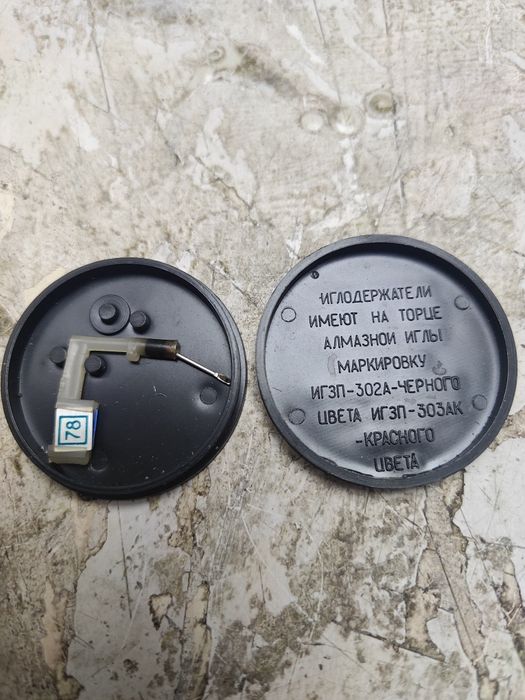 78
ИГЛОДЕРЖАТЕЛИ
ИМЕЮТ НА ТОРЦЕ
АЛМАЗНОЙ ИГЛЫ
МАРКИРОВКУ
ИГЗП-302А-ЧЕРНОГО
ЦВЕТА ИГЗП-303АК
-КРАСНОГО
ЦВЕТА